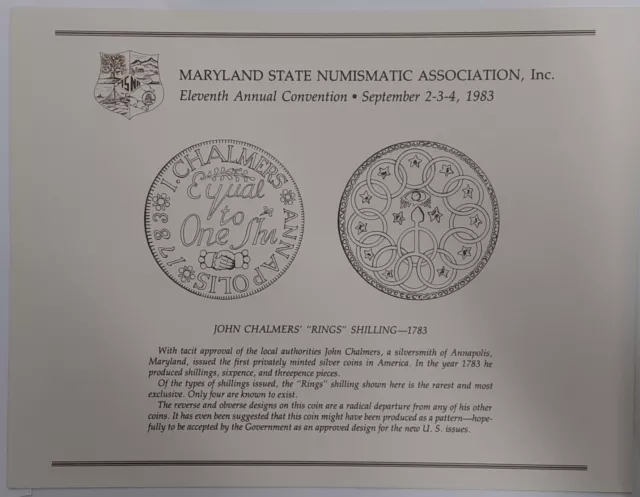 MSNA
MARYLAND STATE NUMISMATIC ASSOCIATION, Inc.
Eleventh Annual Convention • September 2-3-4, 1983
I. CHALMERS ANNAPOLIS 1783
Equal
to
One Shi
JOHN CHALMERS' "RINGS" SHILLING—1783
With tacit approval of the local authorities John Chalmers, a silversmith of Annapolis,
Maryland, issued the first privately minted silver coins in America. In the year 1783 he
produced shillings, sixpence, and threepence pieces.
Of the types of shillings issued, the "Rings" shilling shown here is the rarest and most
exclusive. Only four are known to exist.
The reverse and obverse designs on this coin are a radical departure from any of his other
coins. It has even been suggested that this coin might have been produced as a pattern—hope-
fully to be accepted by the Government as an approved design for the new U. S. issues.